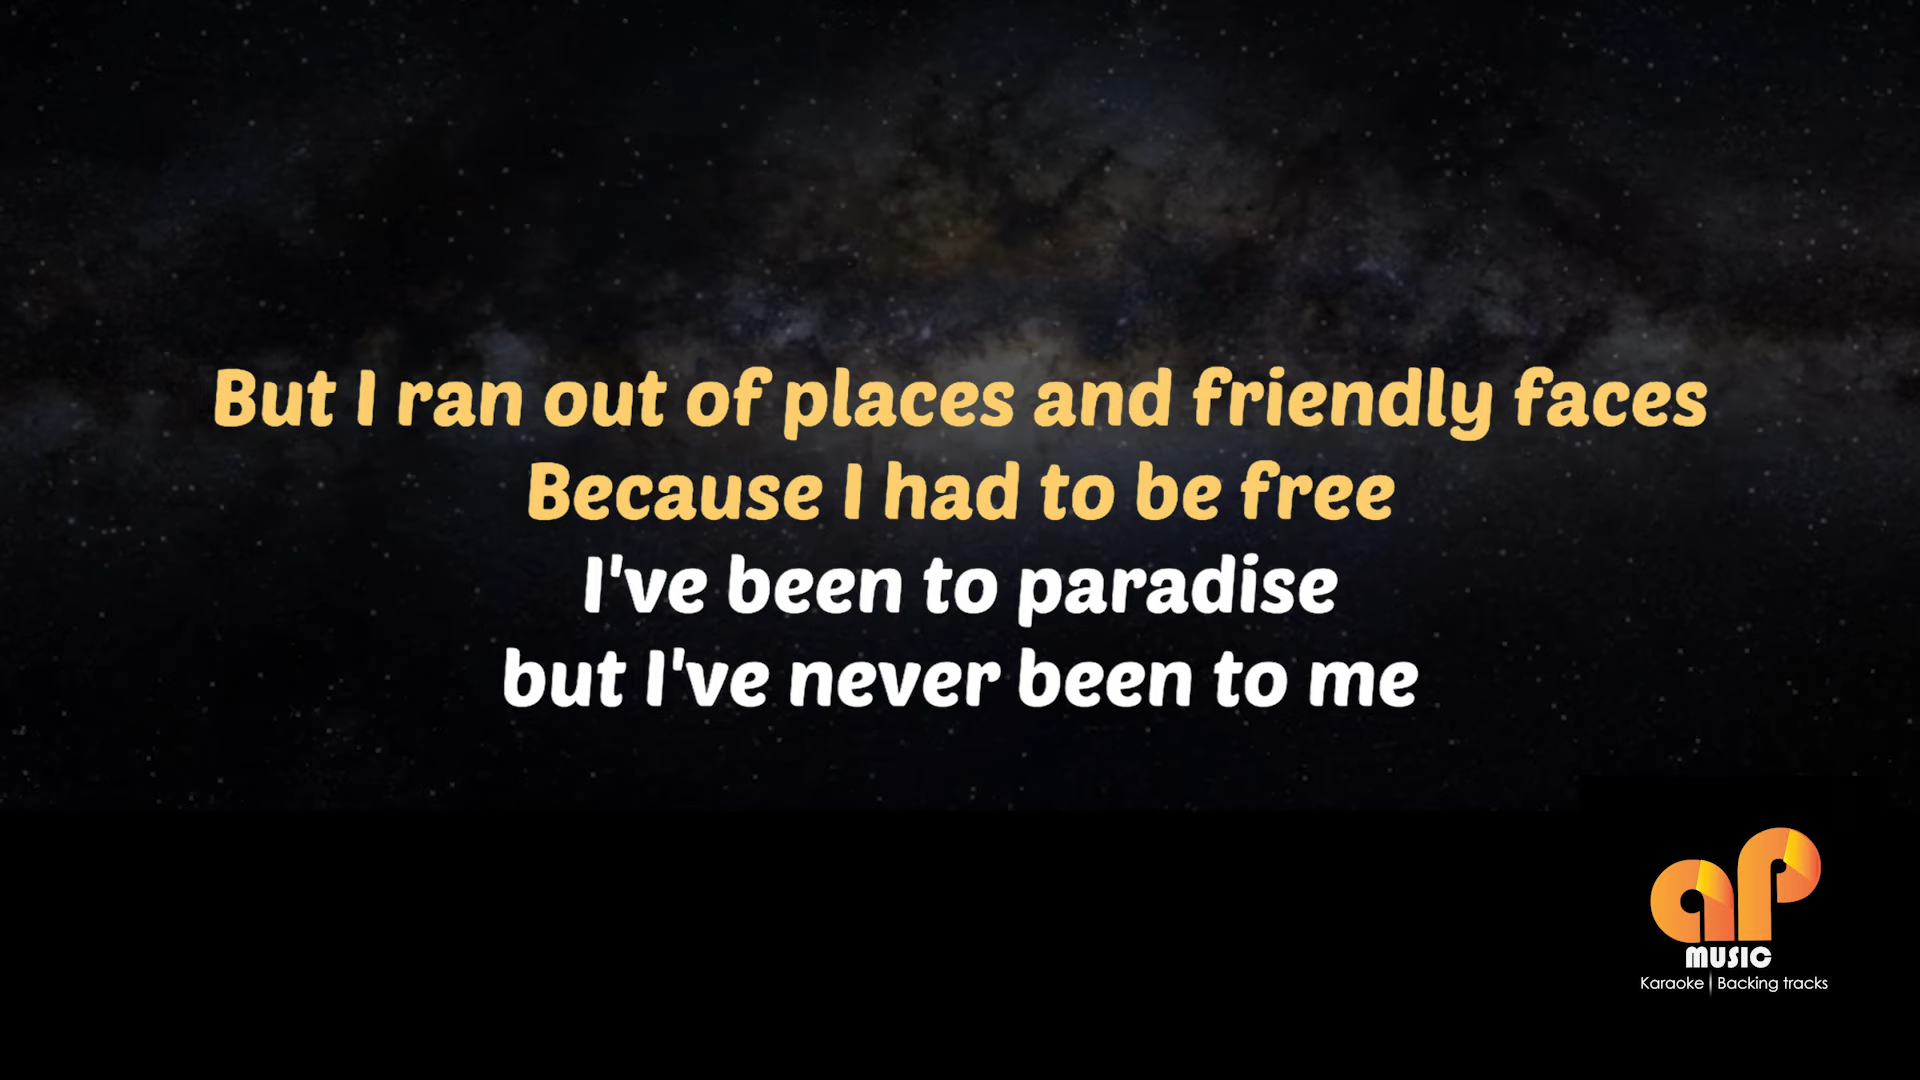 But I ran out of places and friendly faces
Because I had to be free
I've been to paradise
but I've never been to me
ap
MUSIC
Karaoke | Backing tracks